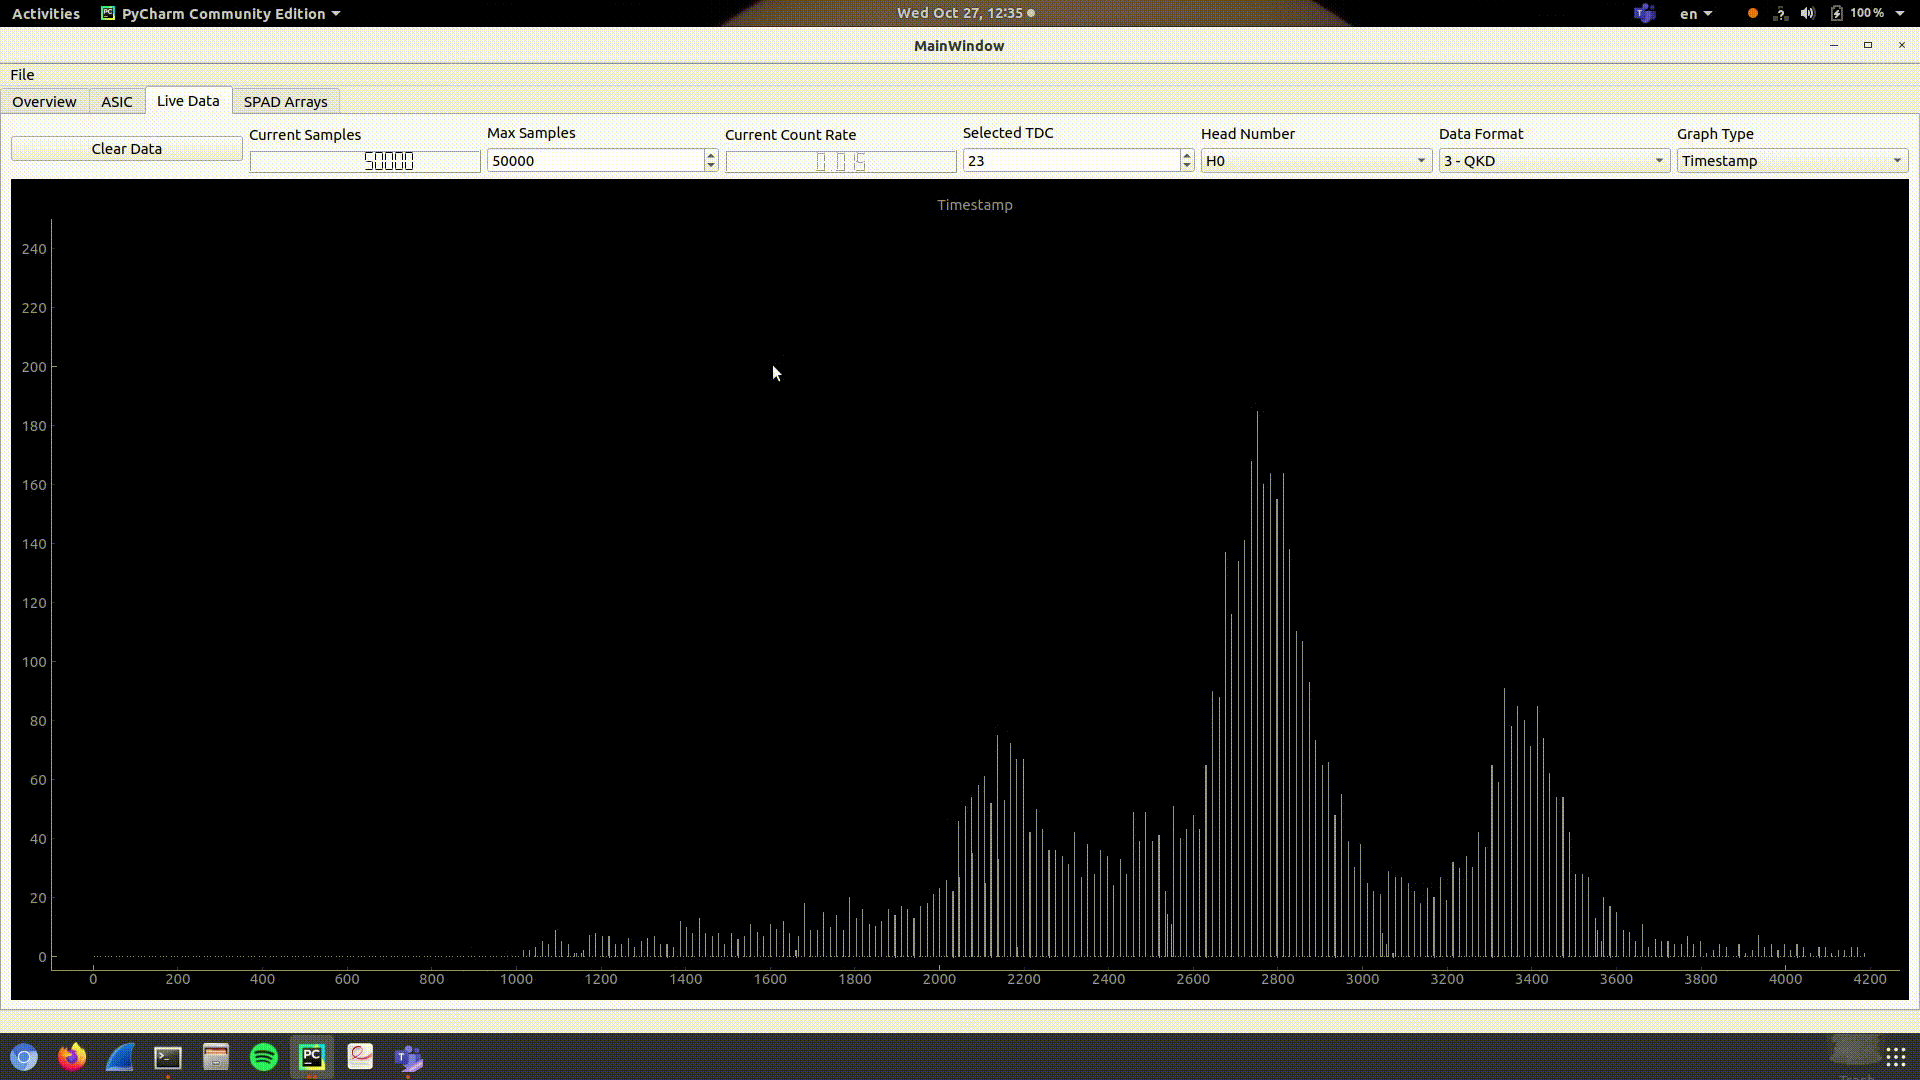 Activities PyCharm Community Edition Wed Oct 27, 12:35 en 100 %
MainWindow
File
Overview ASIC Live Data SPAD Arrays
Clear Data
Current Samples Max Samples Current Count Rate Selected TDC Head Number Data Format Graph Type
50000 50000 0.05 23 H0 3 - QKD Timestamp
Timestamp
240
220
200
180
160
140
120
100
80
60
40
20
0
0 200 400 600 800 1000 1200 1400 1600 1800 2000 2200 2400 2600 2800 3000 3200 3400 3600 3800 4000 4200
PC
Trash